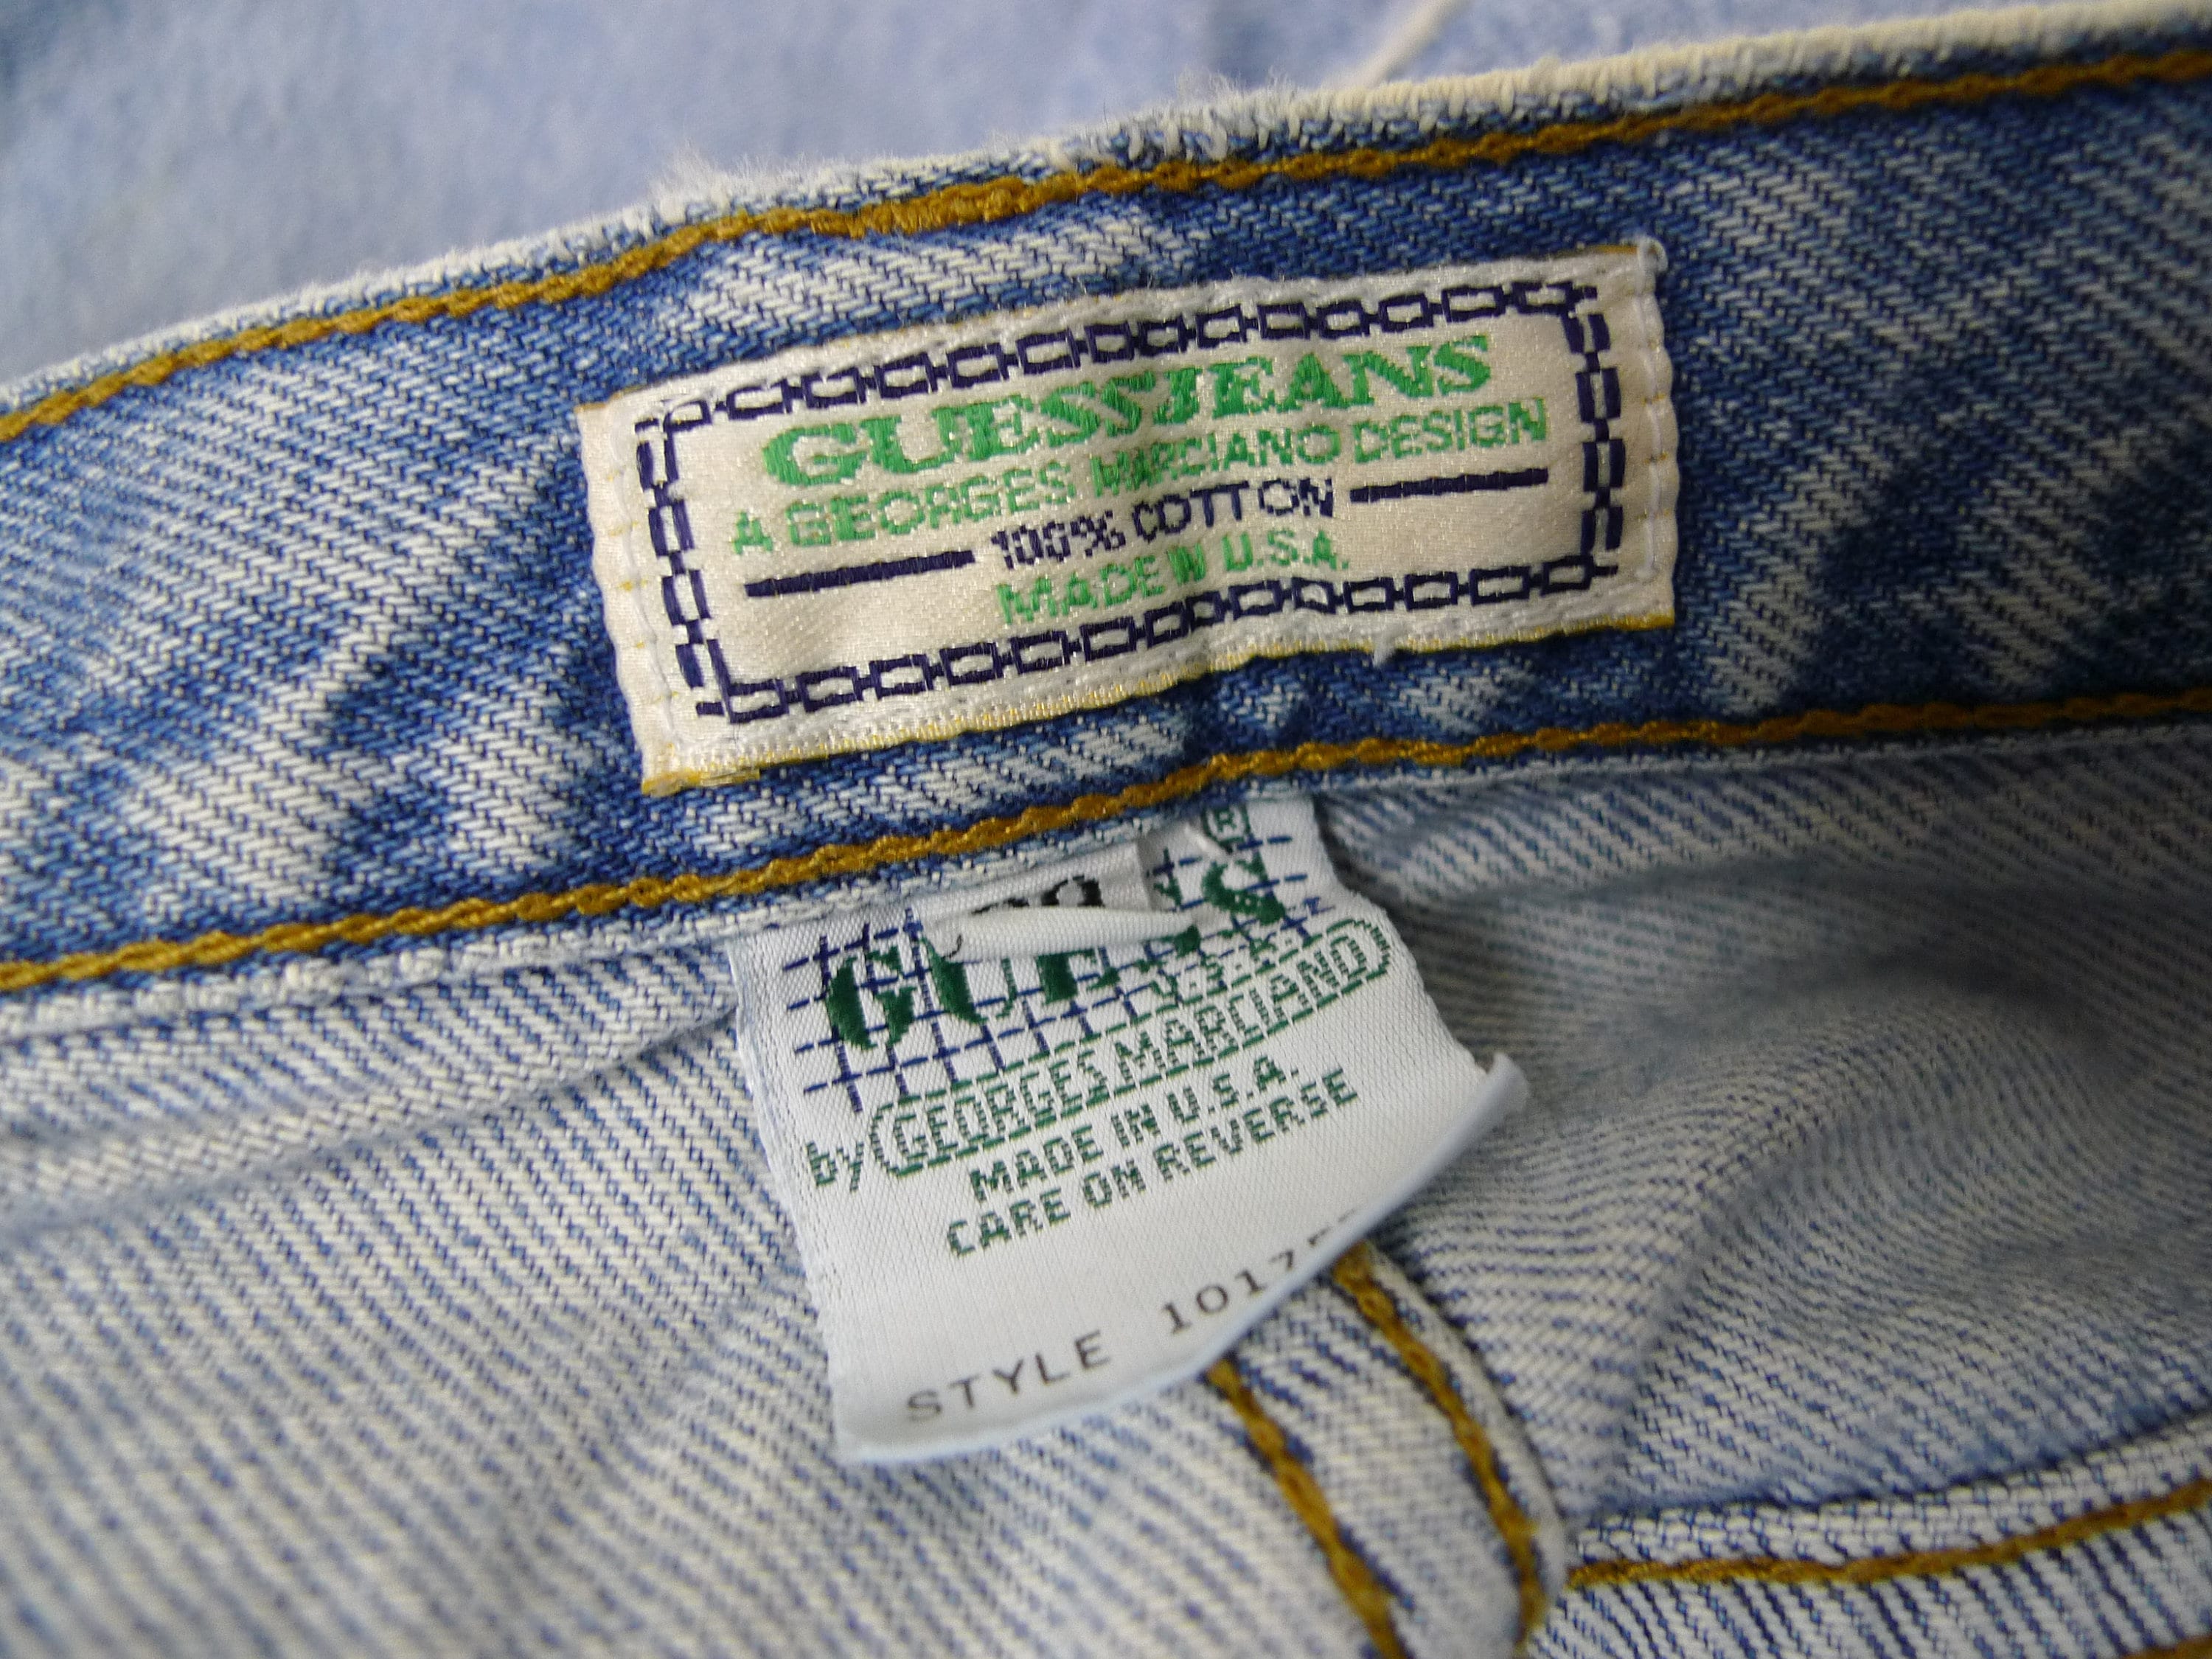 GUESS JEANS
A GEORGES MARCIANO DESIGN
100% COTTON
MADE IN U.S.A.
®
U.S.A.
by GEORGES MARCIANO
MADE IN U.S.A.
CARE ON REVERSE
STYLE